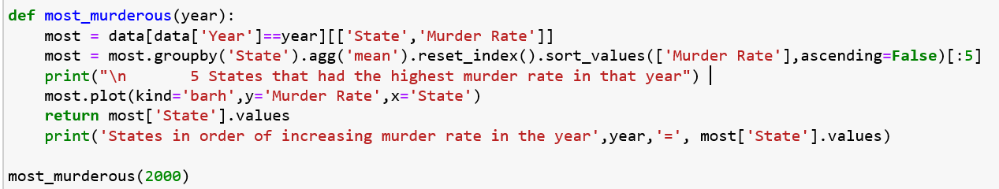 def most_murderous(year):
    most = data[data['Year']==year][['State','Murder Rate']]
    most = most.groupby('State').agg('mean').reset_index().sort_values(['Murder Rate'],ascending=False)[:5]
    print("\n       5 States that had the highest murder rate in that year")
    most.plot(kind='barh',y='Murder Rate',x='State')
    return most['State'].values
    print('States in order of increasing murder rate in the year',year,'=', most['State'].values)

most_murderous(2000)